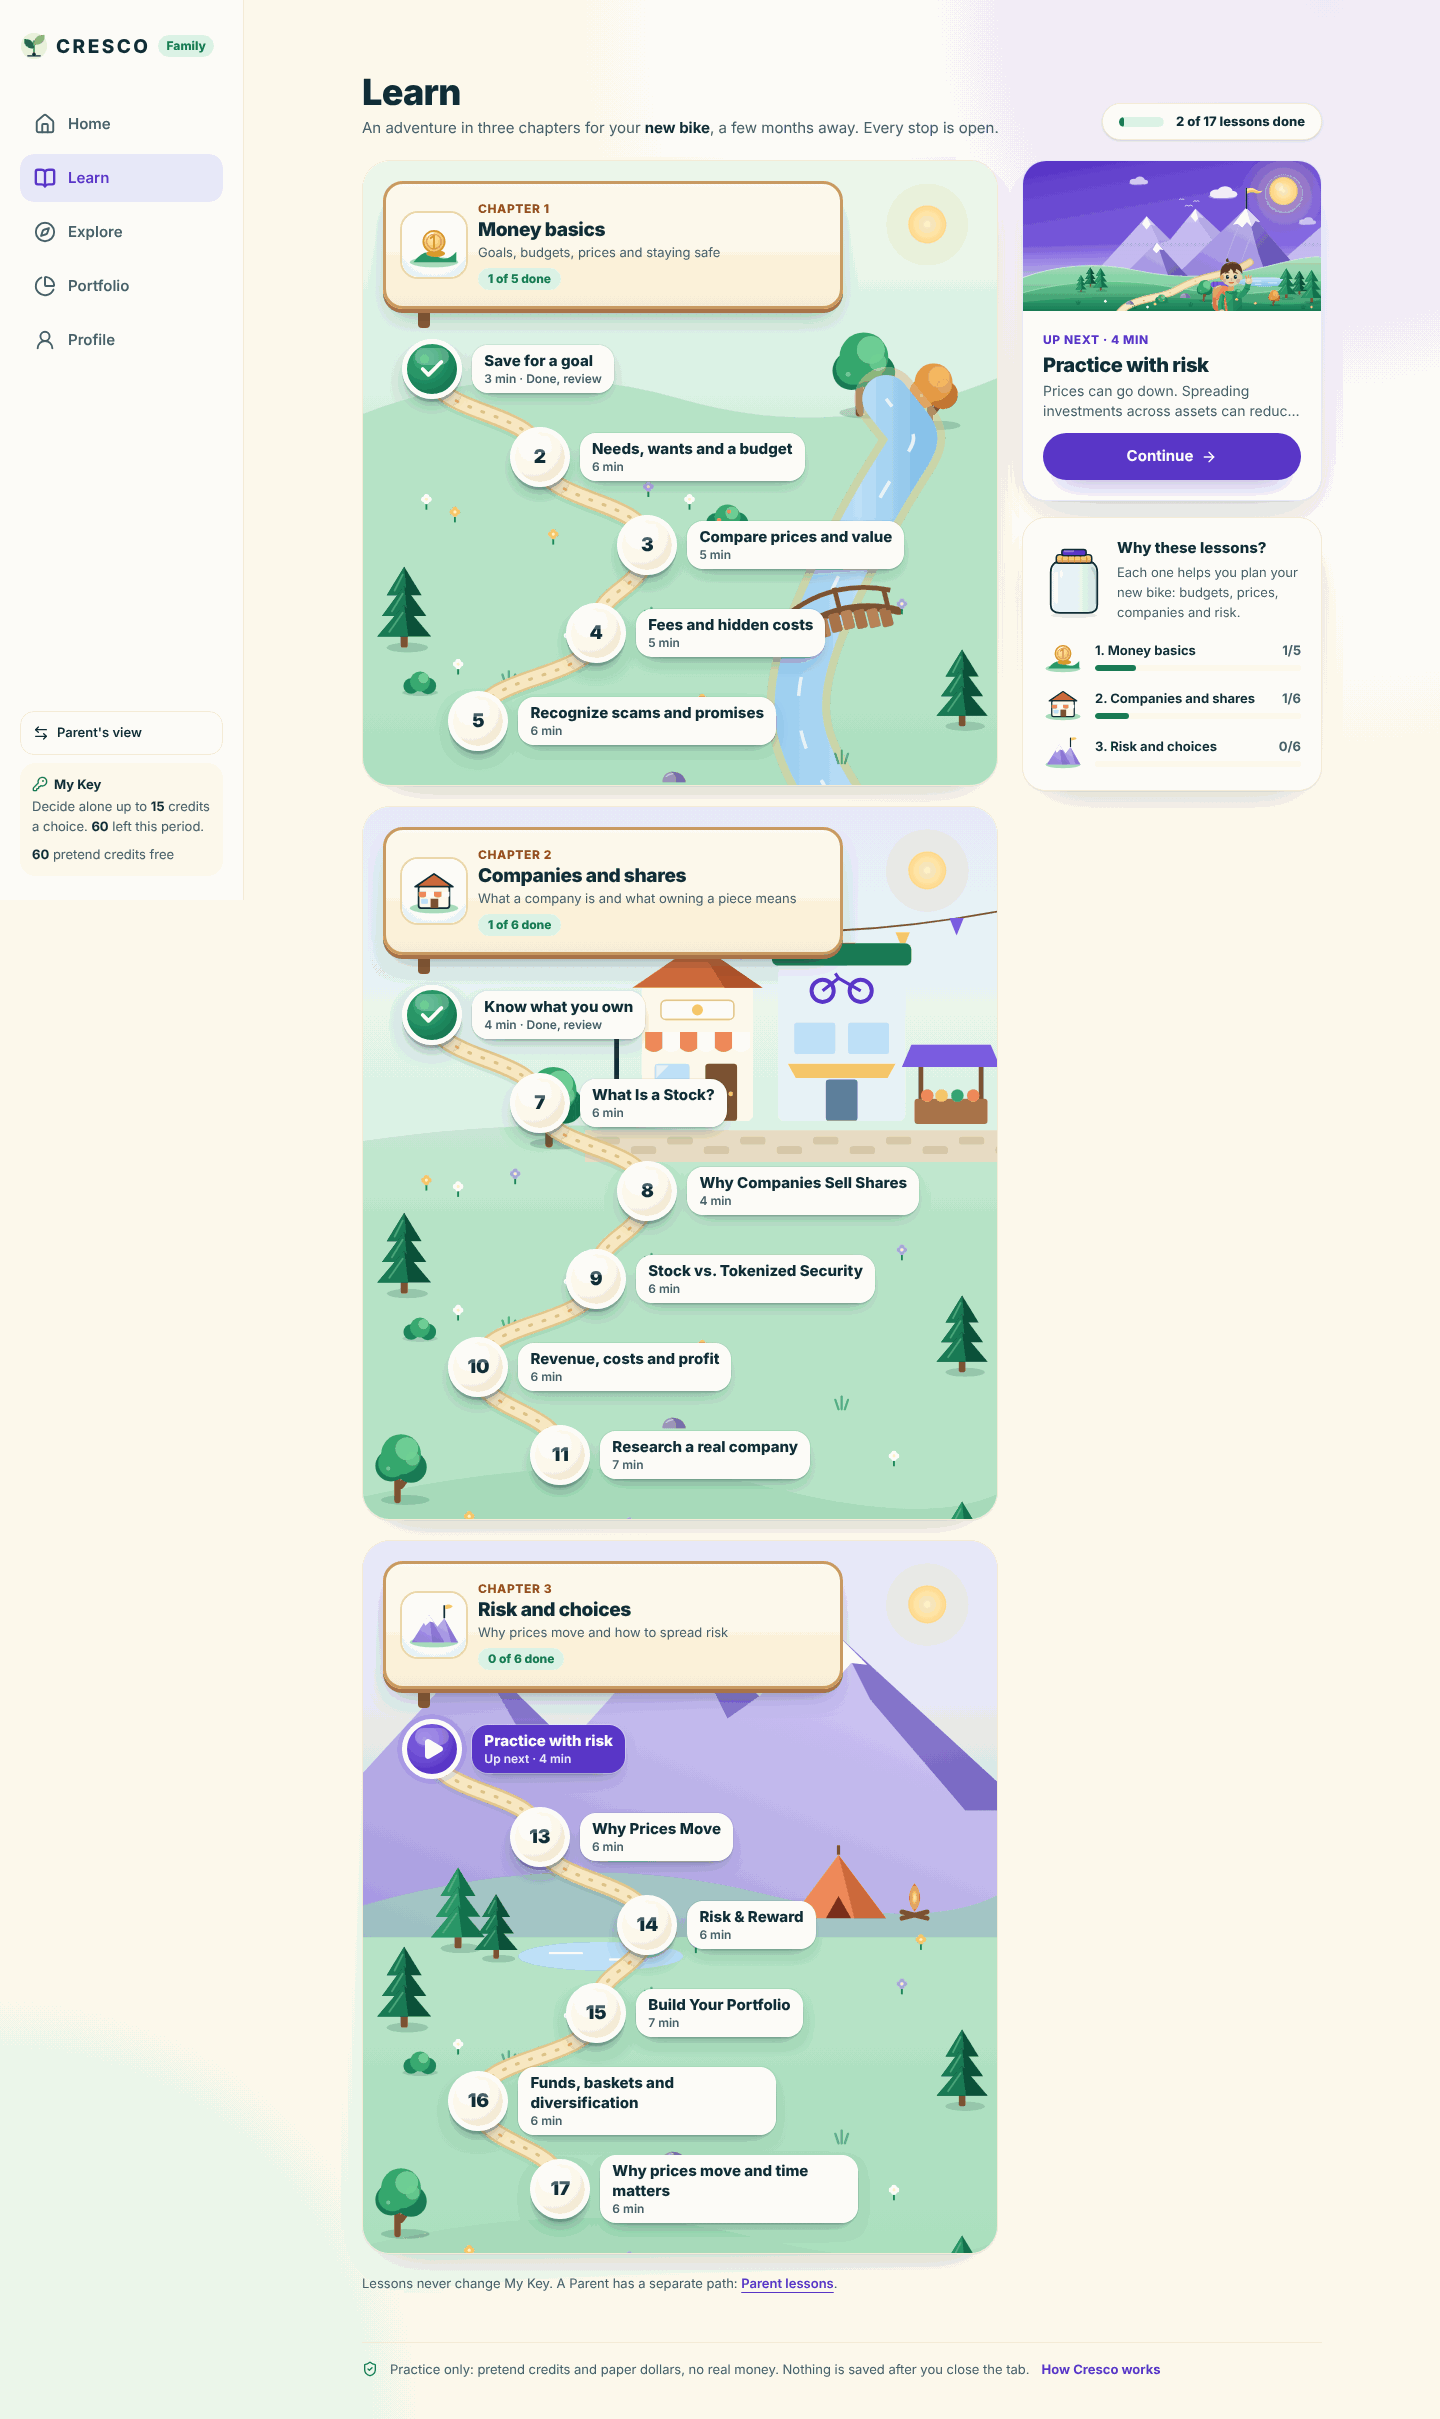 CRESCO Family
Home
Learn
Explore
Portfolio
Profile
Parent's view
My Key
Decide alone up to 15 credits
a choice. 60 left this period.
60 pretend credits free
Learn
An adventure in three chapters for your new bike, a few months away. Every stop is open.
2 of 17 lessons done
CHAPTER 1
Money basics
Goals, budgets, prices and staying safe
1 of 5 done
Save for a goal
3 min · Done, review
2
Needs, wants and a budget
6 min
3
Compare prices and value
5 min
4
Fees and hidden costs
5 min
5
Recognize scams and promises
6 min
UP NEXT · 4 MIN
Practice with risk
Prices can go down. Spreading
investments across assets can reduc...
Continue
Why these lessons?
Each one helps you plan your
new bike: budgets, prices,
companies and risk.
1. Money basics 1/5
2. Companies and shares 1/6
3. Risk and choices 0/6
CHAPTER 2
Companies and shares
What a company is and what owning a piece means
1 of 6 done
Know what you own
4 min · Done, review
7
What Is a Stock?
6 min
8
Why Companies Sell Shares
4 min
9
Stock vs. Tokenized Security
6 min
10
Revenue, costs and profit
6 min
11
Research a real company
7 min
CHAPTER 3
Risk and choices
Why prices move and how to spread risk
0 of 6 done
Practice with risk
Up next · 4 min
13
Why Prices Move
6 min
14
Risk & Reward
6 min
15
Build Your Portfolio
7 min
16
Funds, baskets and
diversification
6 min
17
Why prices move and time
matters
6 min
Lessons never change My Key. A Parent has a separate path: Parent lessons.
Practice only: pretend credits and paper dollars, no real money. Nothing is saved after you close the tab. How Cresco works